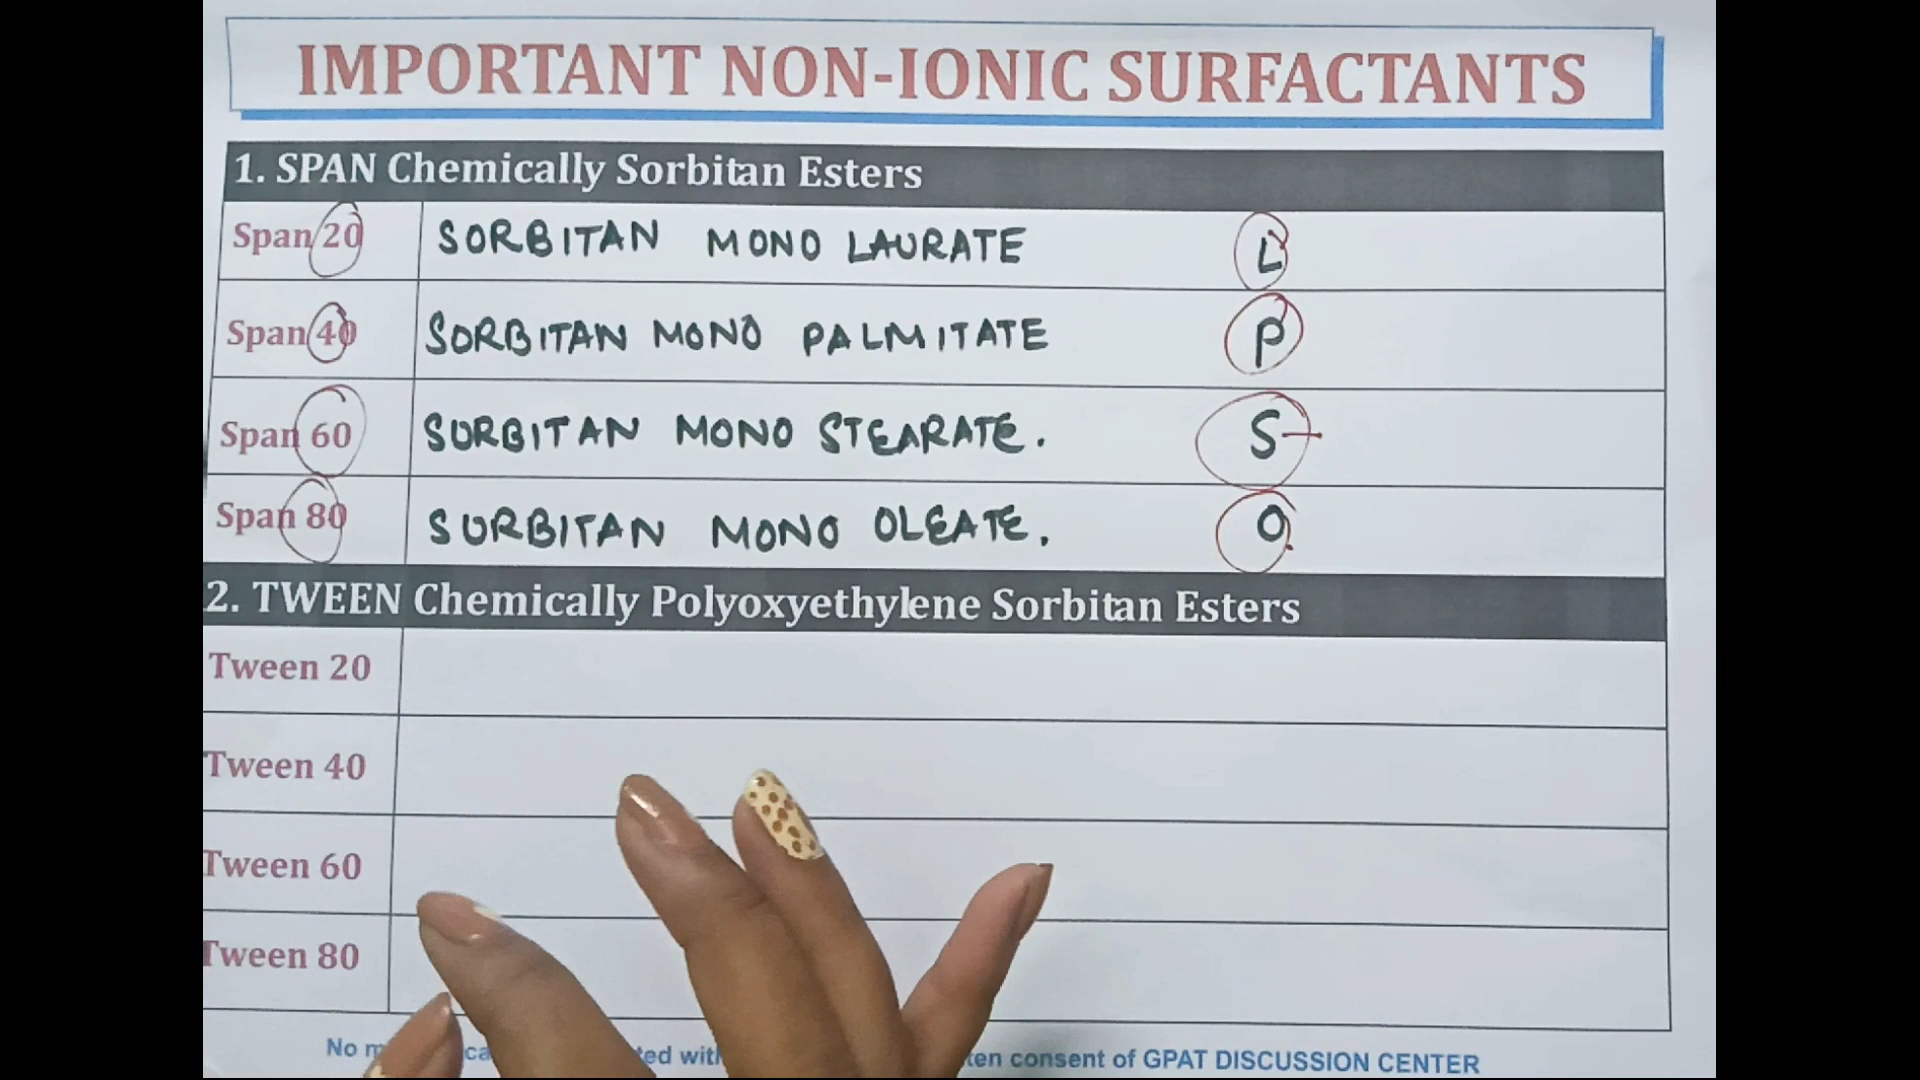 IMPORTANT NON-IONIC SURFACTANTS
1. SPAN Chemically Sorbitan Esters
Span 20 SORBITAN MONO LAURATE L
Span 40 SORBITAN MONO PALMITATE P
Span 60 SORBITAN MONO STEARATE. S
Span 80 SORBITAN MONO OLEATE. O
2. TWEEN Chemically Polyoxyethylene Sorbitan Esters
Tween 20
Tween 40
Tween 60
Tween 80
No consent of GPAT DISCUSSION CENTER